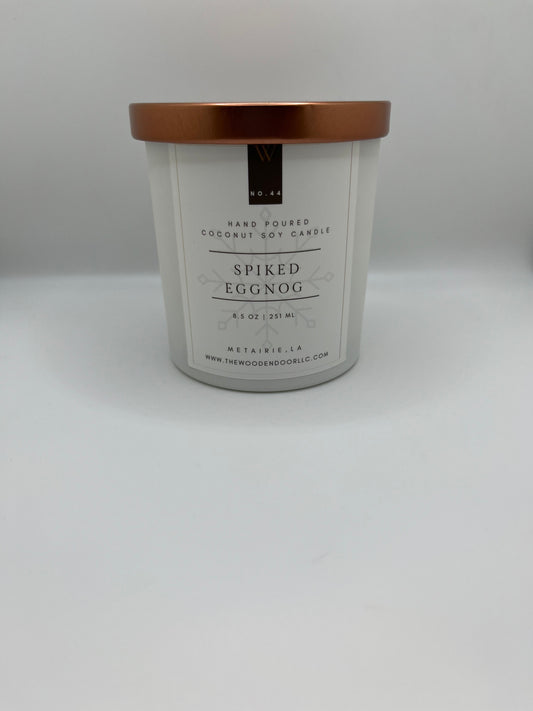 W
NO.44
HAND POURED
COCONUT SOY CANDLE
SPIKED
EGGNOG
8.5 OZ | 251 ML
METAIRIE, LA
WWW.THEWOODENDOORLLC.COM